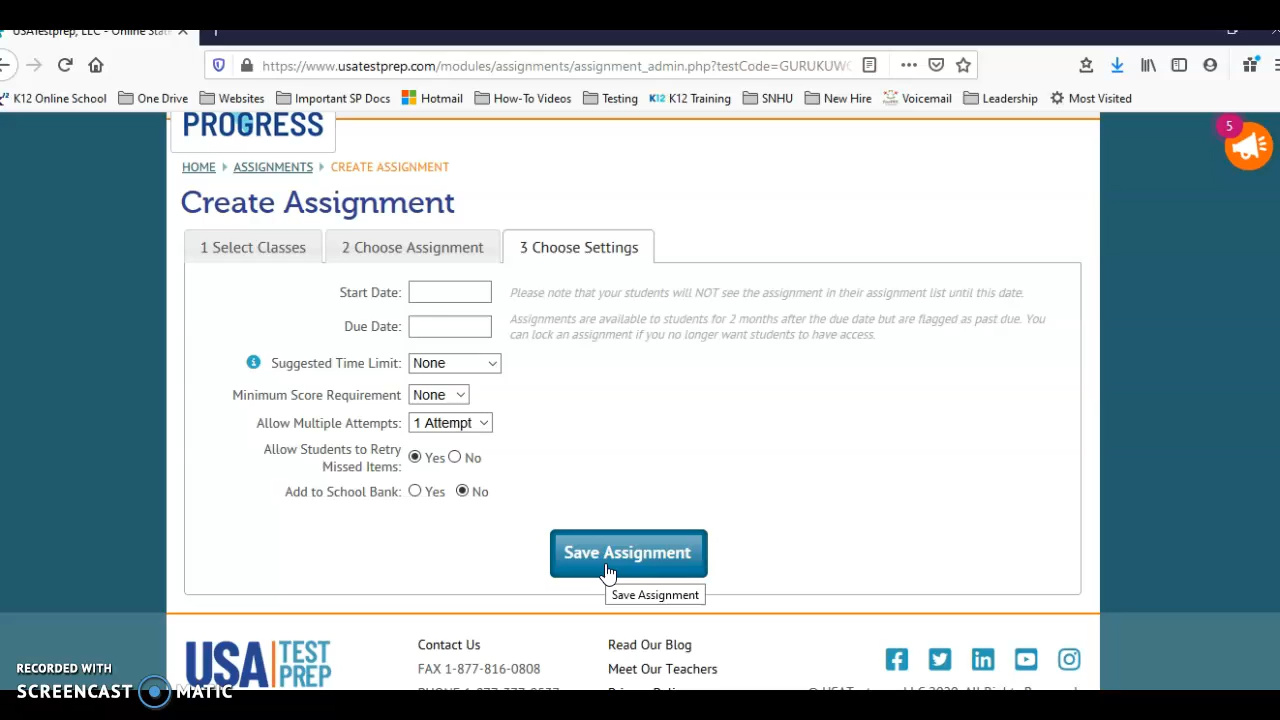 USATestprep, LLC - Online State
https://www.usatestprep.com/modules/assignments/assignment_admin.php?testCode=GURUKUWG
K12 Online School One Drive Websites Important SP Docs Hotmail How-To Videos Testing K12 K12 Training SNHU New Hire Voicemail Leadership Most Visited
PROGRESS
5
HOME ASSIGNMENTS CREATE ASSIGNMENT
Create Assignment
1 Select Classes 2 Choose Assignment 3 Choose Settings
Start Date: Please note that your students will NOT see the assignment in their assignment list until this date.
Due Date: Assignments are available to students for 2 months after the due date but are flagged as past due. You
can lock an assignment if you no longer want students to have access.
Suggested Time Limit: None
Minimum Score Requirement None
Allow Multiple Attempts: 1 Attempt
Allow Students to Retry
Missed Items: Yes No
Add to School Bank: Yes No
Save Assignment
Save Assignment
USA TEST PREP
Contact Us
FAX 1-877-816-0808
Read Our Blog
Meet Our Teachers
RECORDED WITH
SCREENCAST MATIC